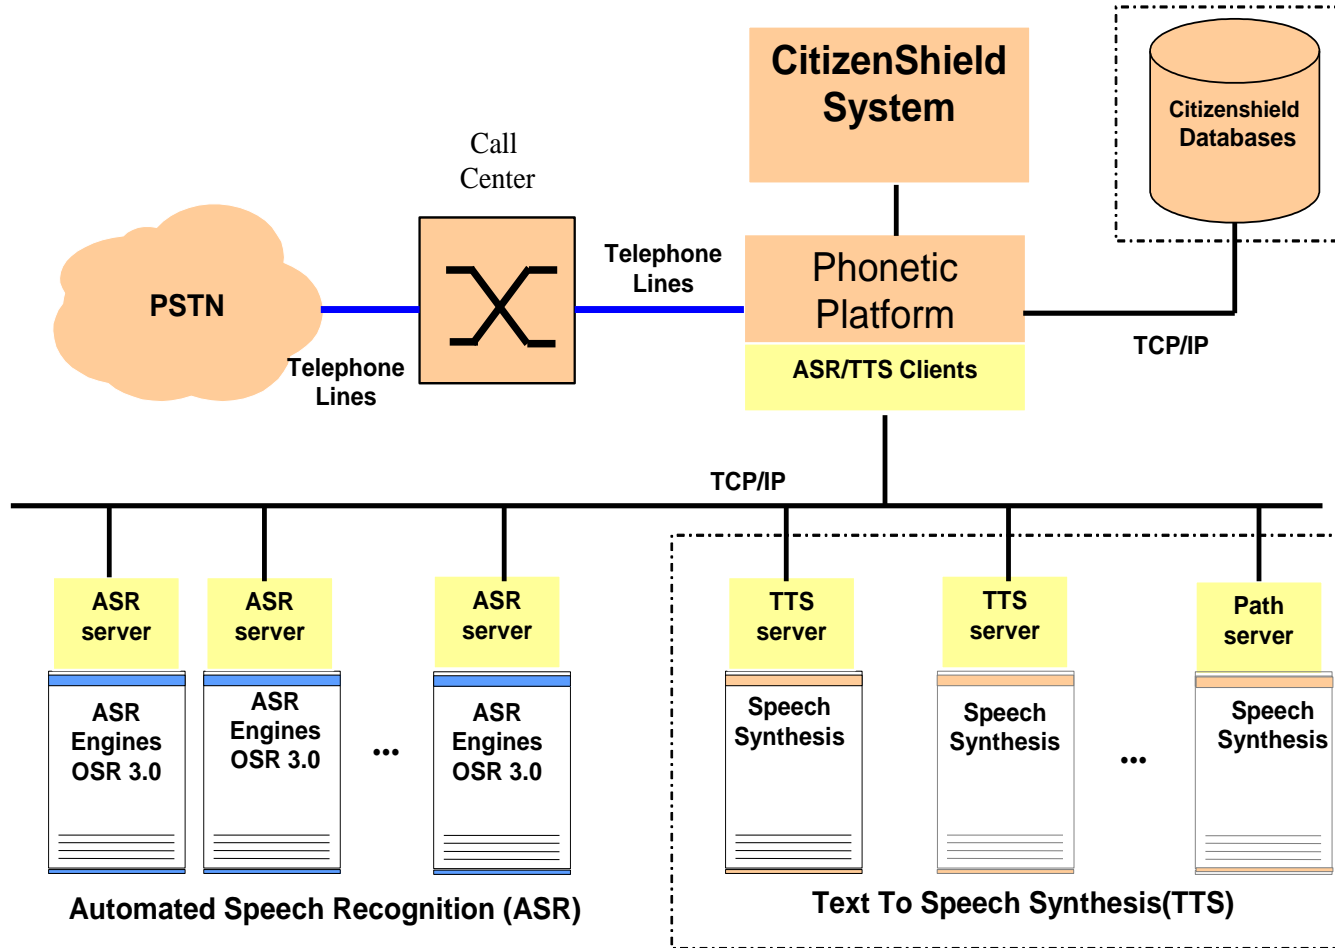 CitizenShield
System
Citizenshield
Databases
Call
Center
Telephone
Lines
Phonetic
Platform
PSTN
TCP/IP
Telephone
Lines
ASR/TTS Clients
TCP/IP
ASR
server
ASR
server
ASR
server
TTS
server
TTS
server
Path
server
ASR
Engines
OSR 3.0
ASR
Engines
OSR 3.0
...
ASR
Engines
OSR 3.0
Speech
Synthesis
Speech
Synthesis
...
Speech
Synthesis
Automated Speech Recognition (ASR)
Text To Speech Synthesis(TTS)